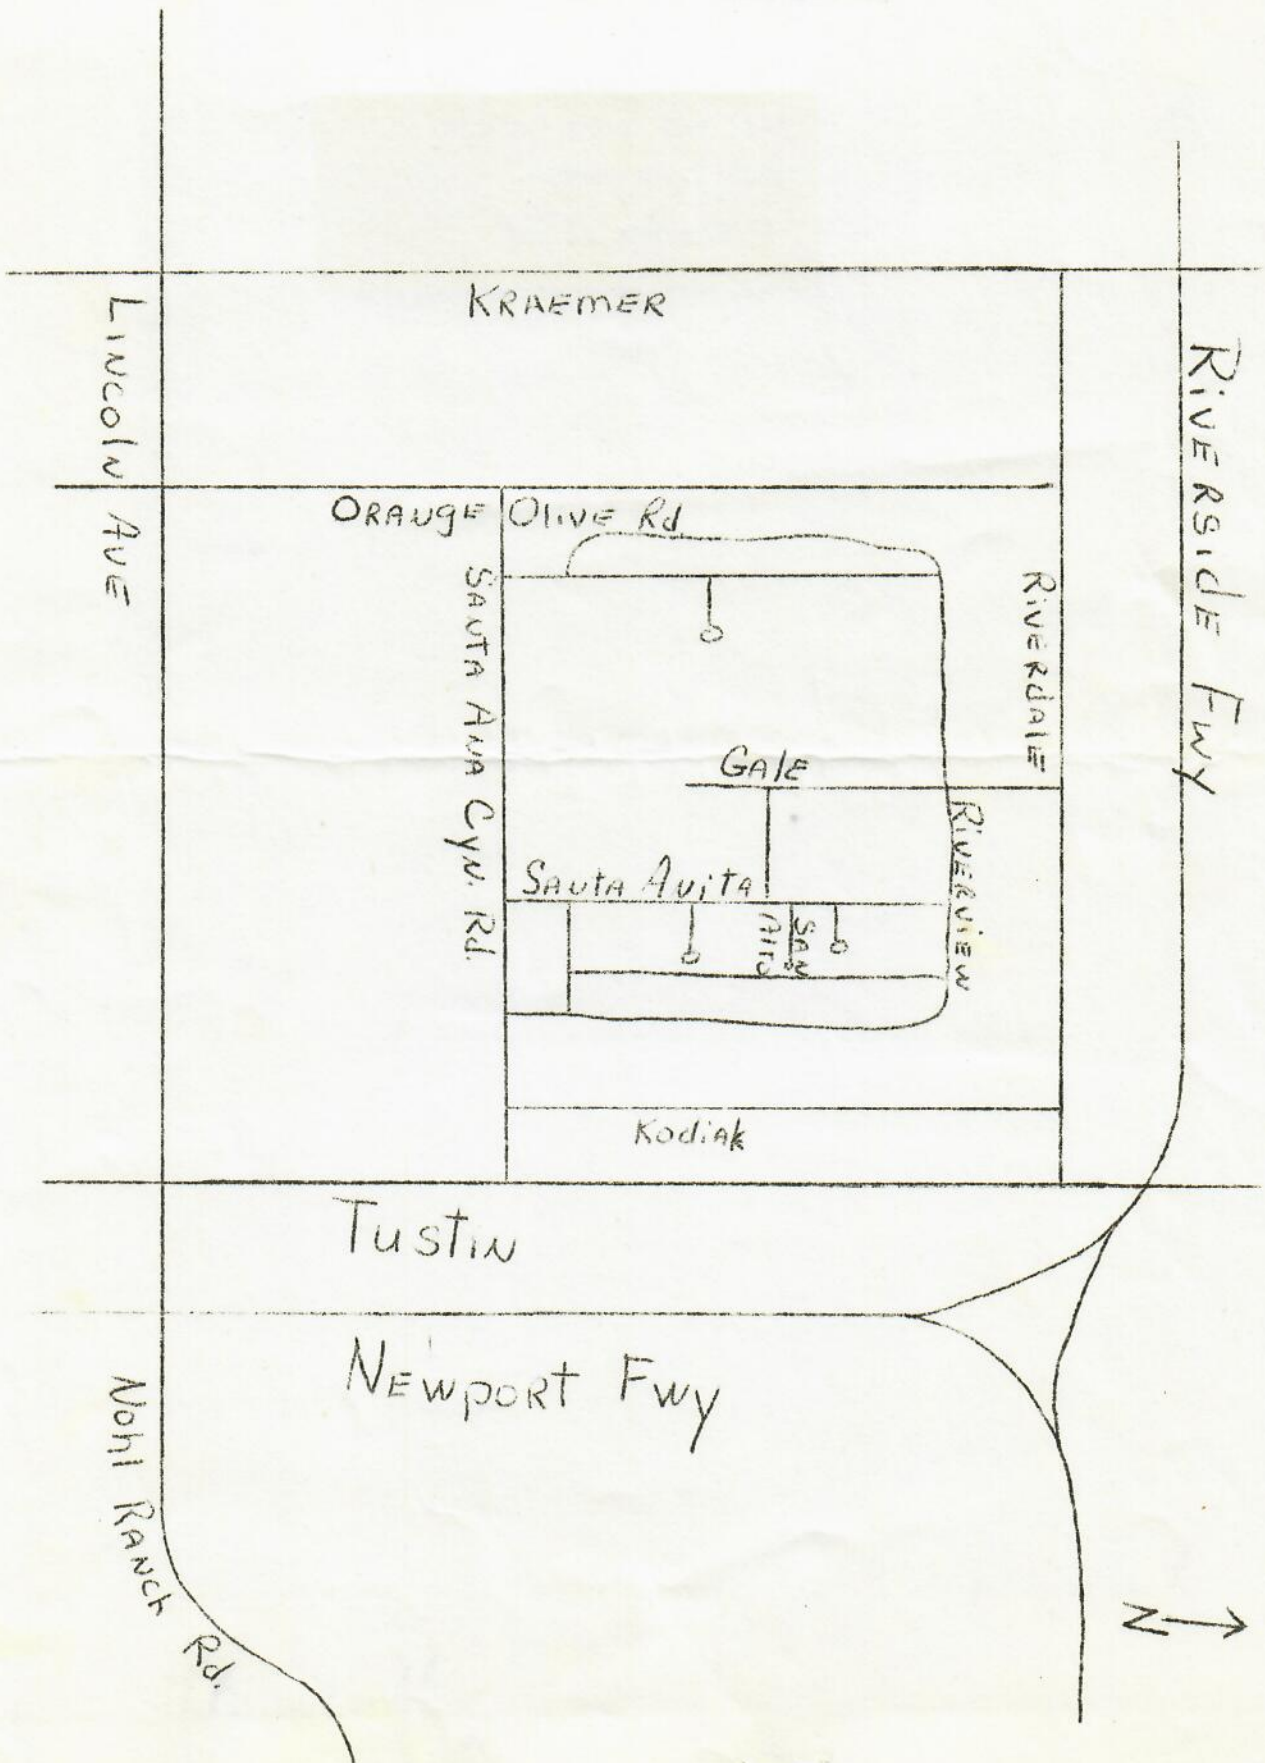 KRAEMER
LINCOLN AVE
RIVERSIDE FWY
ORANGE OLIVE Rd
SANTA ANA CYN. Rd.
RIVERDALE
GALE
RIVERVIEW
SANTA ANITA
SAN
Kodiak
TUSTIN
NEWPORT FWY
Nohl RANCH Rd.
N